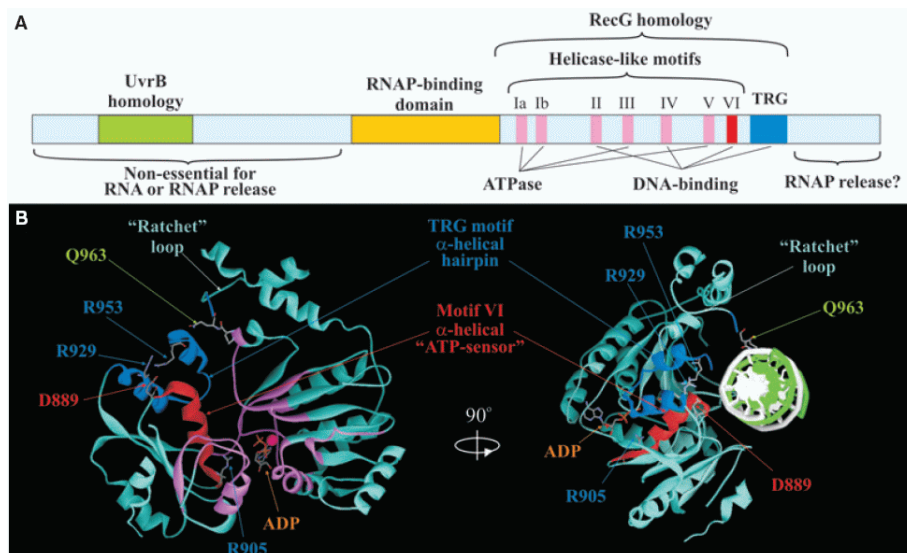 A
RecG homology
Helicase-like motifs
UvrB
homology
RNAP-binding
domain
Ia Ib II III IV V VI TRG
Non-essential for
RNA or RNAP release
ATPase
DNA-binding
RNAP release?
B
"Ratchet"
loop
Q963
R953
R929
D889
TRG motif
α-helical
hairpin
Motif VI
α-helical
"ATP-sensor"
90°
ADP
R905
R953
R929
"Ratchet"
loop
Q963
ADP
R905
D889